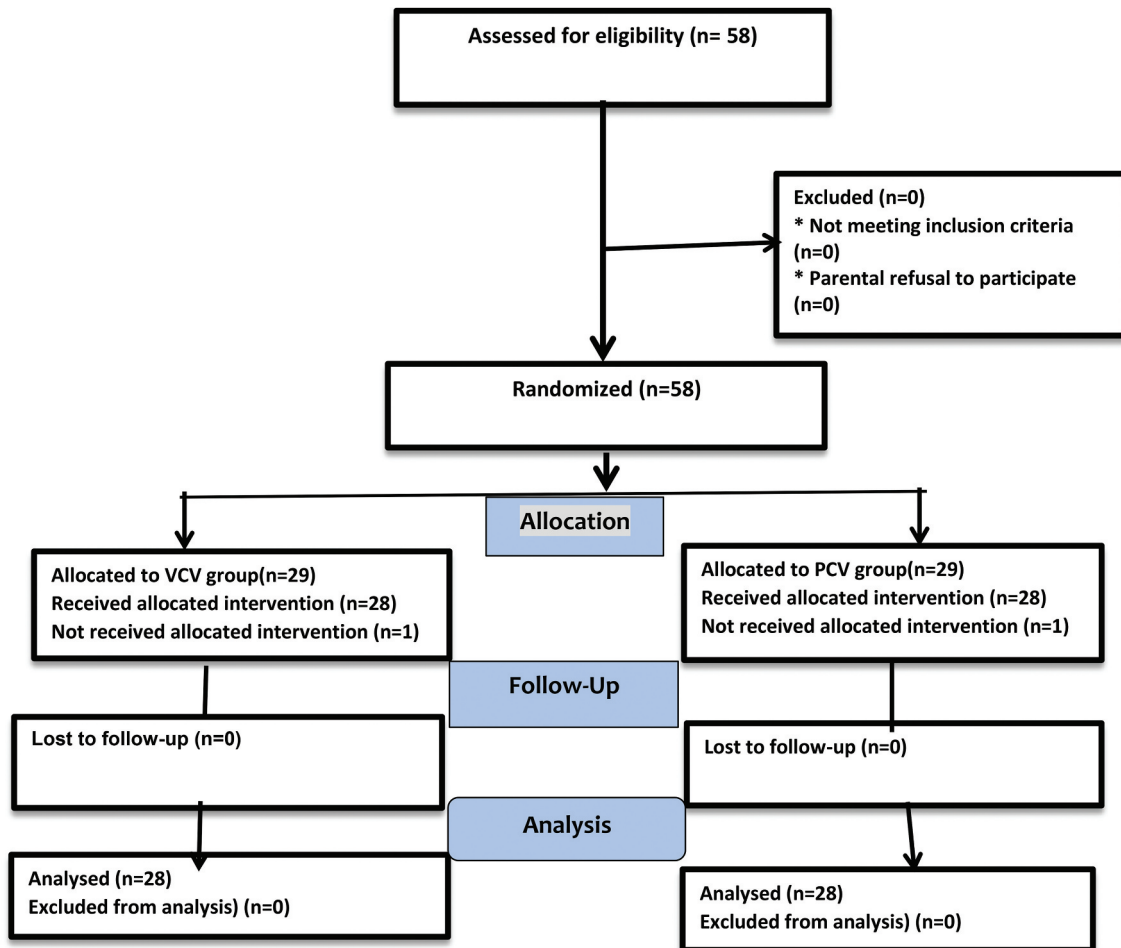 Assessed for eligibility (n= 58)
Excluded (n=0)
* Not meeting inclusion criteria
(n=0)
* Parental refusal to participate
(n=0)
Randomized (n=58)
Allocation
Allocated to VCV group(n=29)
Received allocated intervention (n=28)
Not received allocated intervention (n=1)
Allocated to PCV group(n=29)
Received allocated intervention (n=28)
Not received allocated intervention (n=1)
Follow-Up
Lost to follow-up (n=0)
Lost to follow-up (n=0)
Analysis
Analysed (n=28)
Excluded from analysis) (n=0)
Analysed (n=28)
Excluded from analysis) (n=0)